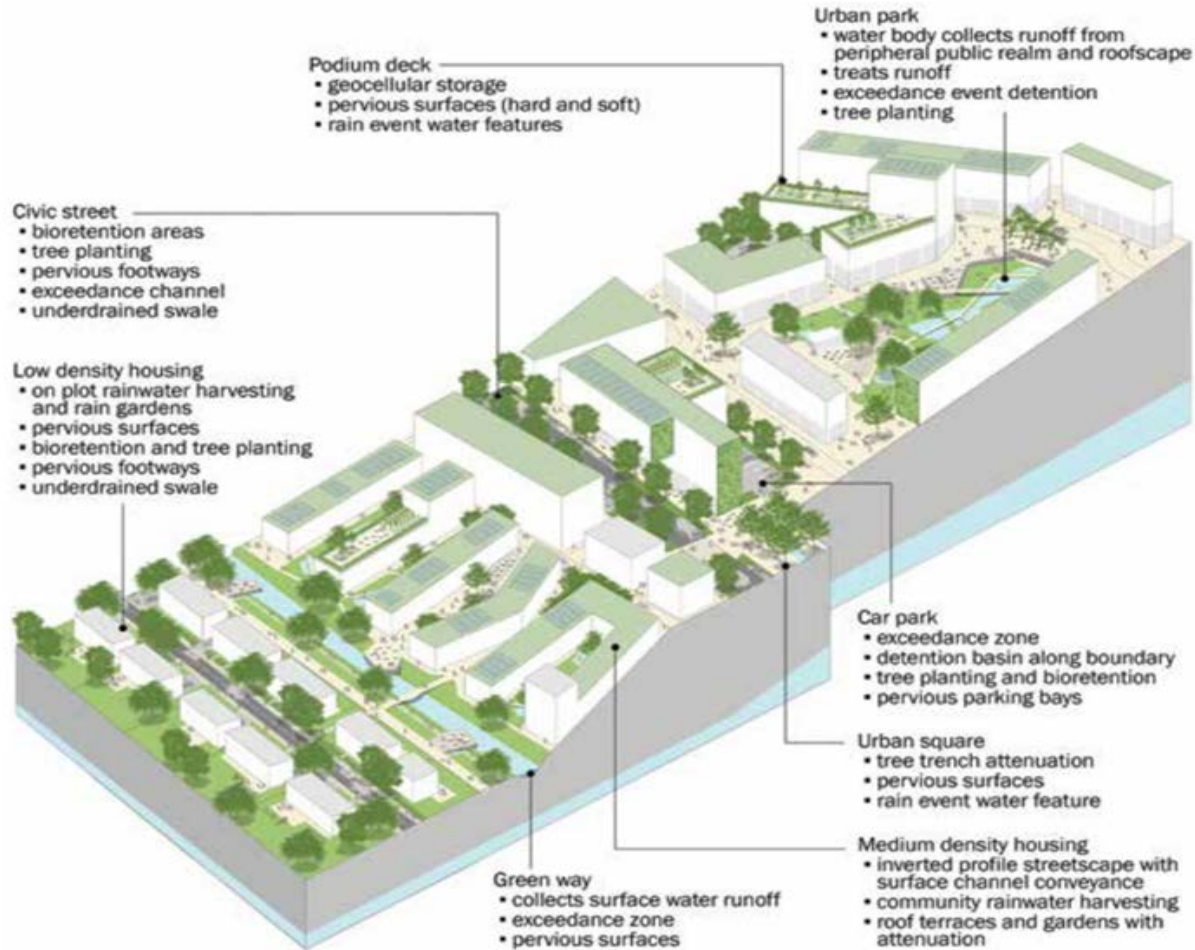 Urban park
▪ water body collects runoff from
peripheral public realm and roofscape
▪ treats runoff
▪ exceedance event detention
▪ tree planting
Podium deck
▪ geocellular storage
▪ pervious surfaces (hard and soft)
▪ rain event water features
Civic street
▪ bioretention areas
▪ tree planting
▪ pervious footways
▪ exceedance channel
▪ underdrained swale
Low density housing
▪ on plot rainwater harvesting
and rain gardens
▪ pervious surfaces
▪ bioretention and tree planting
▪ pervious footways
▪ underdrained swale
Car park
▪ exceedance zone
▪ detention basin along boundary
▪ tree planting and bioretention
▪ pervious parking bays
Urban square
▪ tree trench attenuation
▪ pervious surfaces
▪ rain event water feature
Medium density housing
▪ inverted profile streetscape with
surface channel conveyance
▪ community rainwater harvesting
▪ roof terraces and gardens with
attenuation
Green way
▪ collects surface water runoff
▪ exceedance zone
▪ pervious surfaces